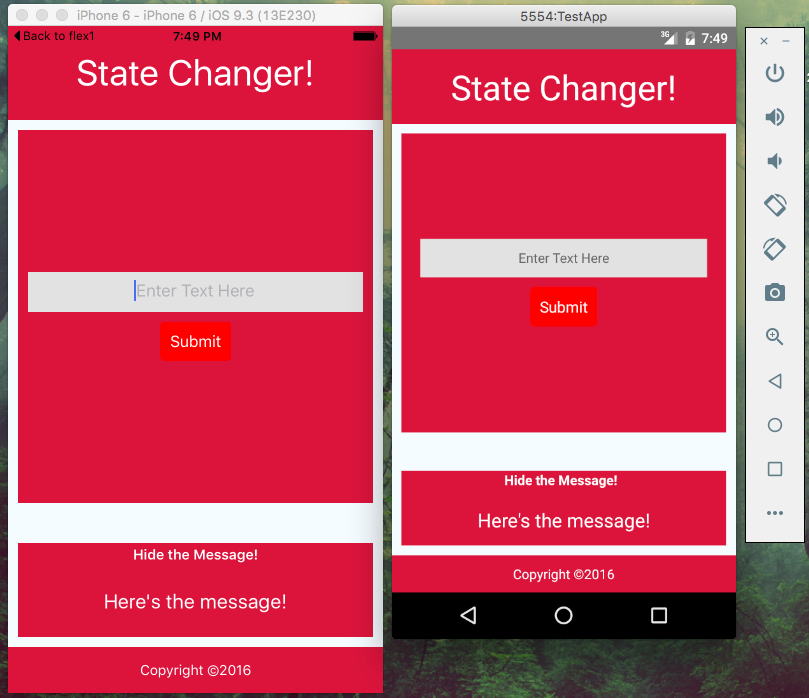 iPhone 6 - iPhone 6 / iOS 9.3 (13E230)
Back to flex1
7:49 PM
State Changer!
Enter Text Here
Submit
Hide the Message!
Here's the message!
Copyright ©2016
5554:TestApp
3G
7:49
State Changer!
Enter Text Here
Submit
Hide the Message!
Here's the message!
Copyright ©2016